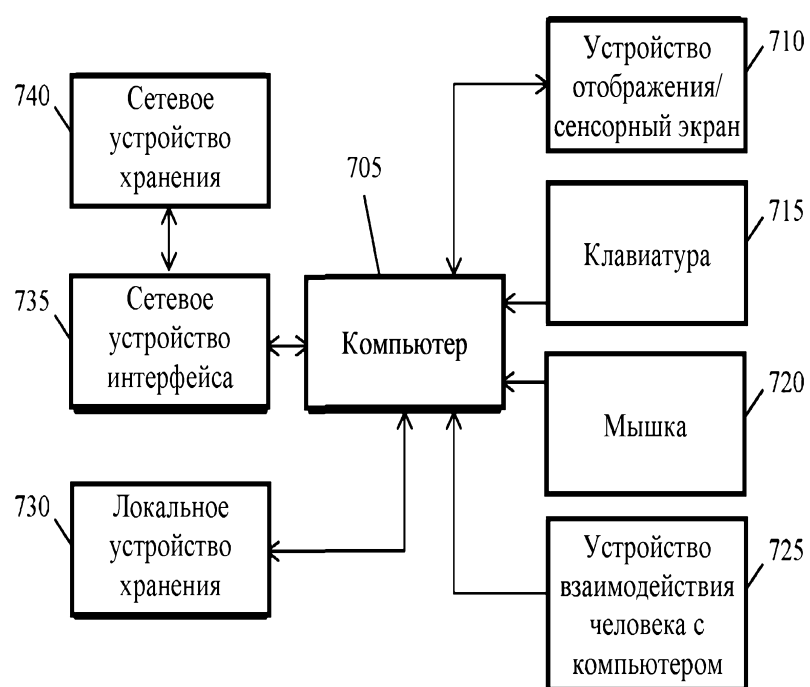 710
Устройство
отображения/
сенсорный экран
740
Сетевое
устройство
хранения
705
715
Клавиатура
735
Сетевое
устройство
интерфейса
Компьютер
720
Мышка
730
Локальное
устройство
хранения
725
Устройство
взаимодействия
человека с
компьютером